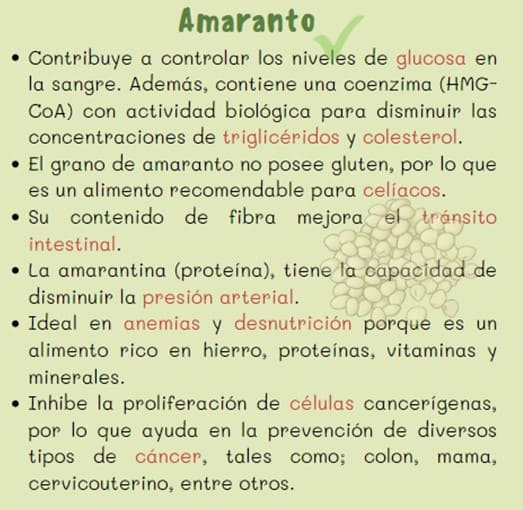 Amaranto
• Contribuye a controlar los niveles de glucosa en
la sangre. Además, contiene una coenzima (HMG-
CoA) con actividad biológica para disminuir las
concentraciones de triglicéridos y colesterol.
• El grano de amaranto no posee gluten, por lo que
es un alimento recomendable para celíacos.
• Su contenido de fibra mejora el tránsito
intestinal.
• La amarantina (proteína), tiene la capacidad de
disminuir la presión arterial.
• Ideal en anemias y desnutrición porque es un
alimento rico en hierro, proteínas, vitaminas y
minerales.
• Inhibe la proliferación de células cancerígenas,
por lo que ayuda en la prevención de diversos
tipos de cáncer, tales como; colon, mama,
cervicouterino, entre otros.